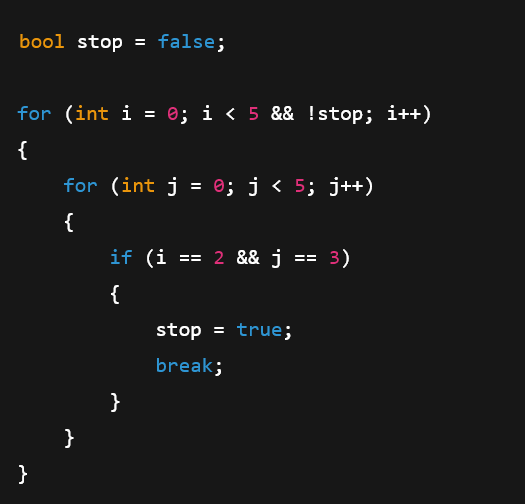 bool stop = false;

for (int i = 0; i < 5 && !stop; i++)
{
    for (int j = 0; j < 5; j++)
    {
        if (i == 2 && j == 3)
        {
            stop = true;
            break;
        }
    }
}